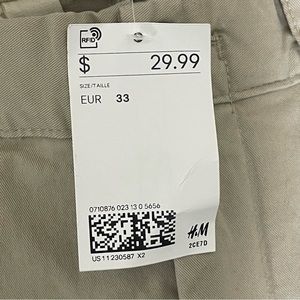 RFID
$ 29.99
SIZE/TAILLE
EUR 33
0710876 023 13 0 5656
H&M
2CE7D
US11230587 X2